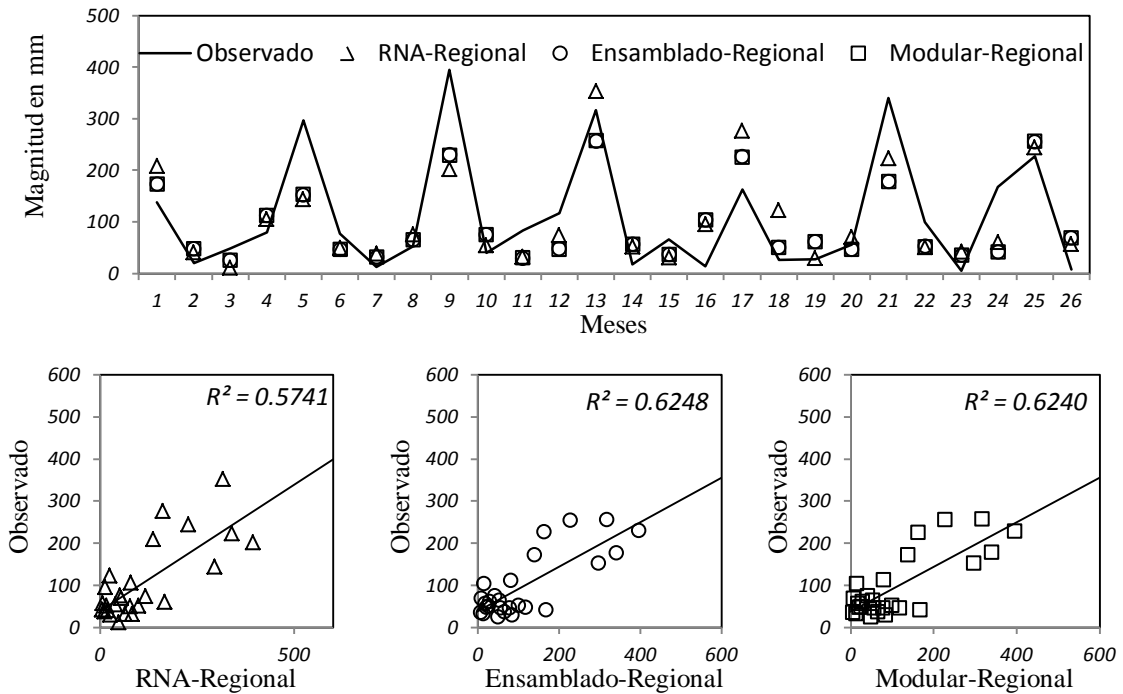 500
400
300
200
100
0
Magnitud en mm
Observado RNA-Regional Ensamblado-Regional Modular-Regional
1 2 3 4 5 6 7 8 9 10 11 12 13 14 15 16 17 18 19 20 21 22 23 24 25 26
Meses
600
500
400
300
200
100
0
Observado
R² = 0.5741
0 500
RNA-Regional
600
500
400
300
200
100
0
Observado
R² = 0.6248
0 200 400 600
Ensamblado-Regional
600
500
400
300
200
100
0
Observado
R² = 0.6240
0 200 400 600
Modular-Regional